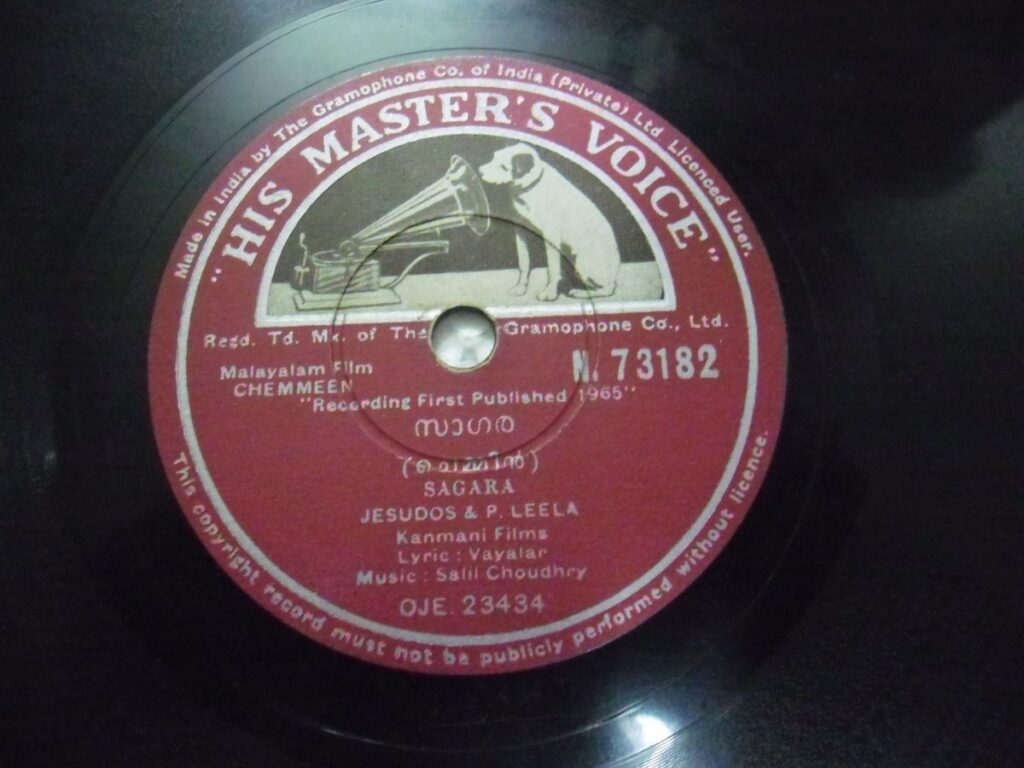 Made in India by The Gramophone Co. of India (Private) Ltd Licenced User.
"HIS MASTER'S VOICE"
Regd. Td. Mk. of The Gramophone Co., Ltd.
Malayalam Film
CHEMMEEN
N. 73182
"Recording First Published 1965"
സാഗര
(ചെമ്മീൻ)
SAGARA
JESUDOS & P. LEELA
Kanmani Films
Lyric : Vayalar
Music : Salil Choudhry
OJE. 23434
This copyright record must not be publicly performed without licence.